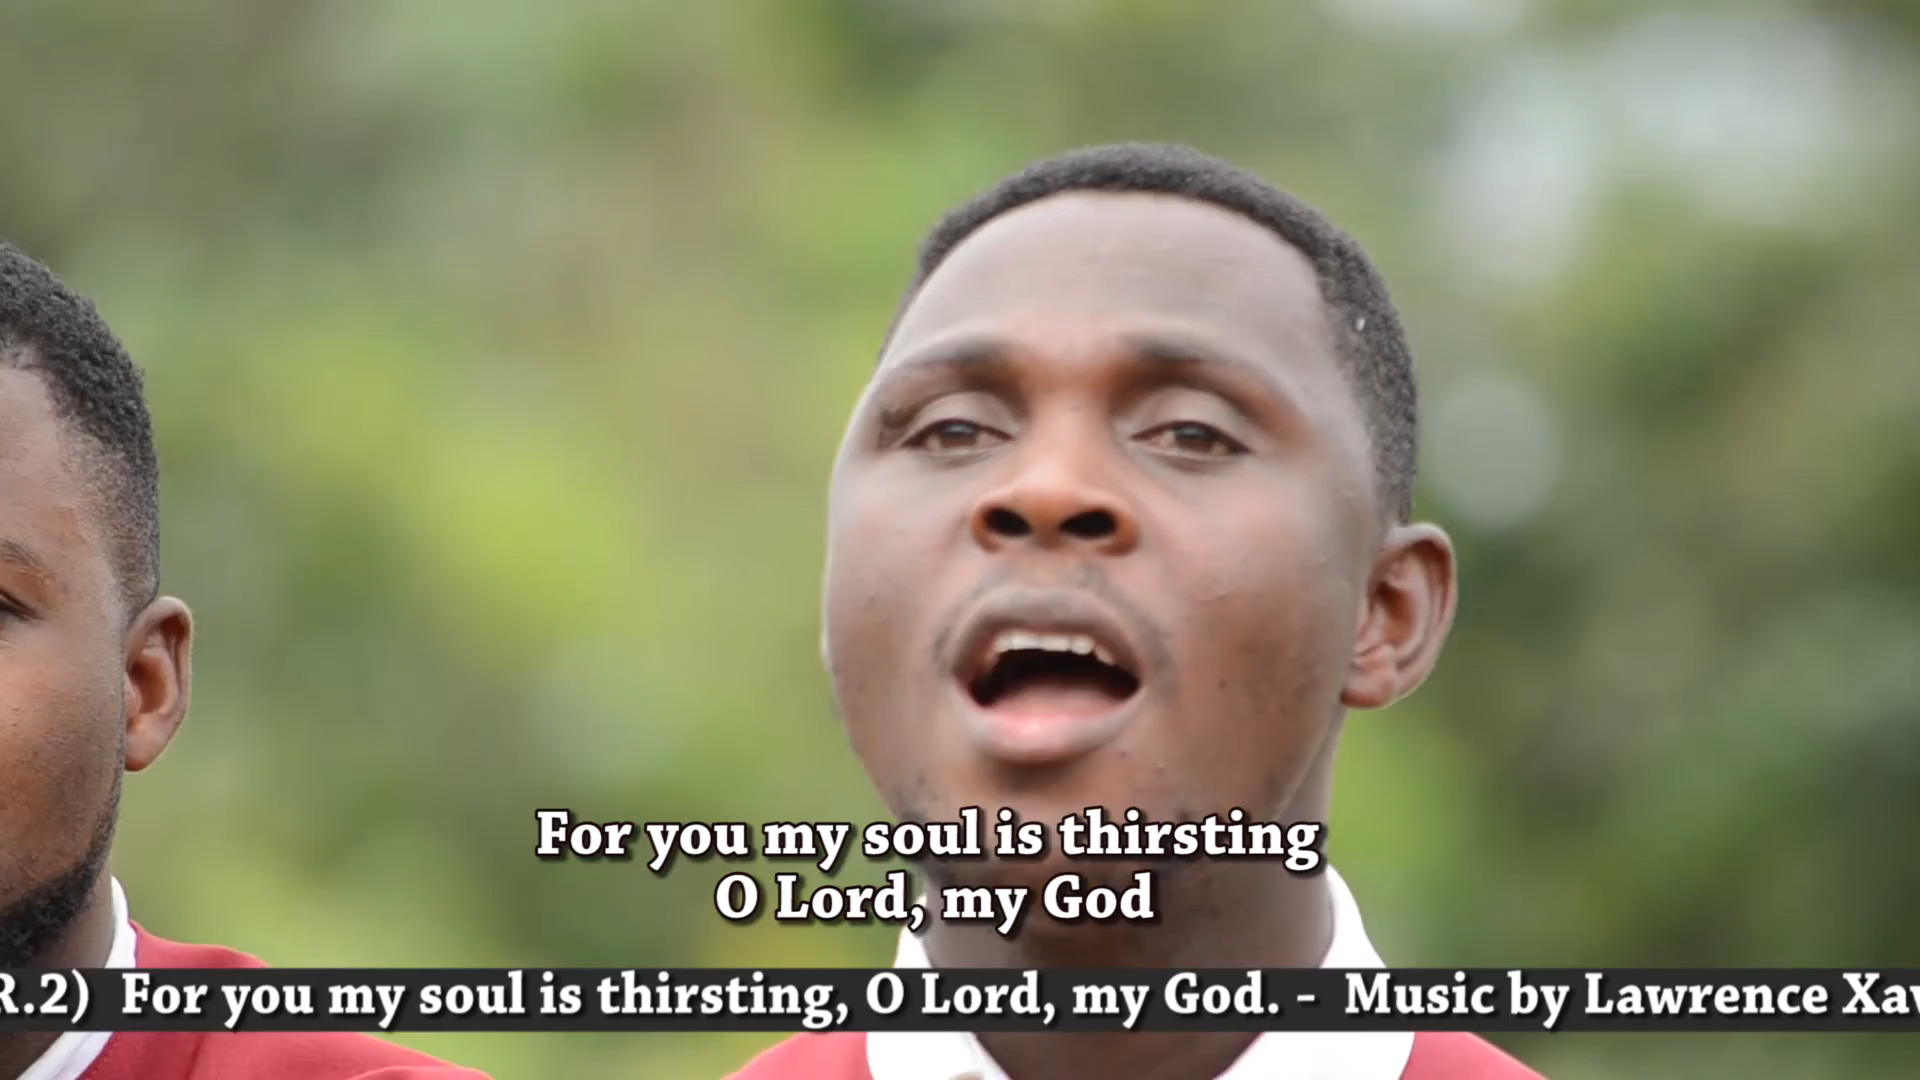 For you my soul is thirsting
O Lord, my God
R.2) For you my soul is thirsting, O Lord, my God. - Music by Lawrence